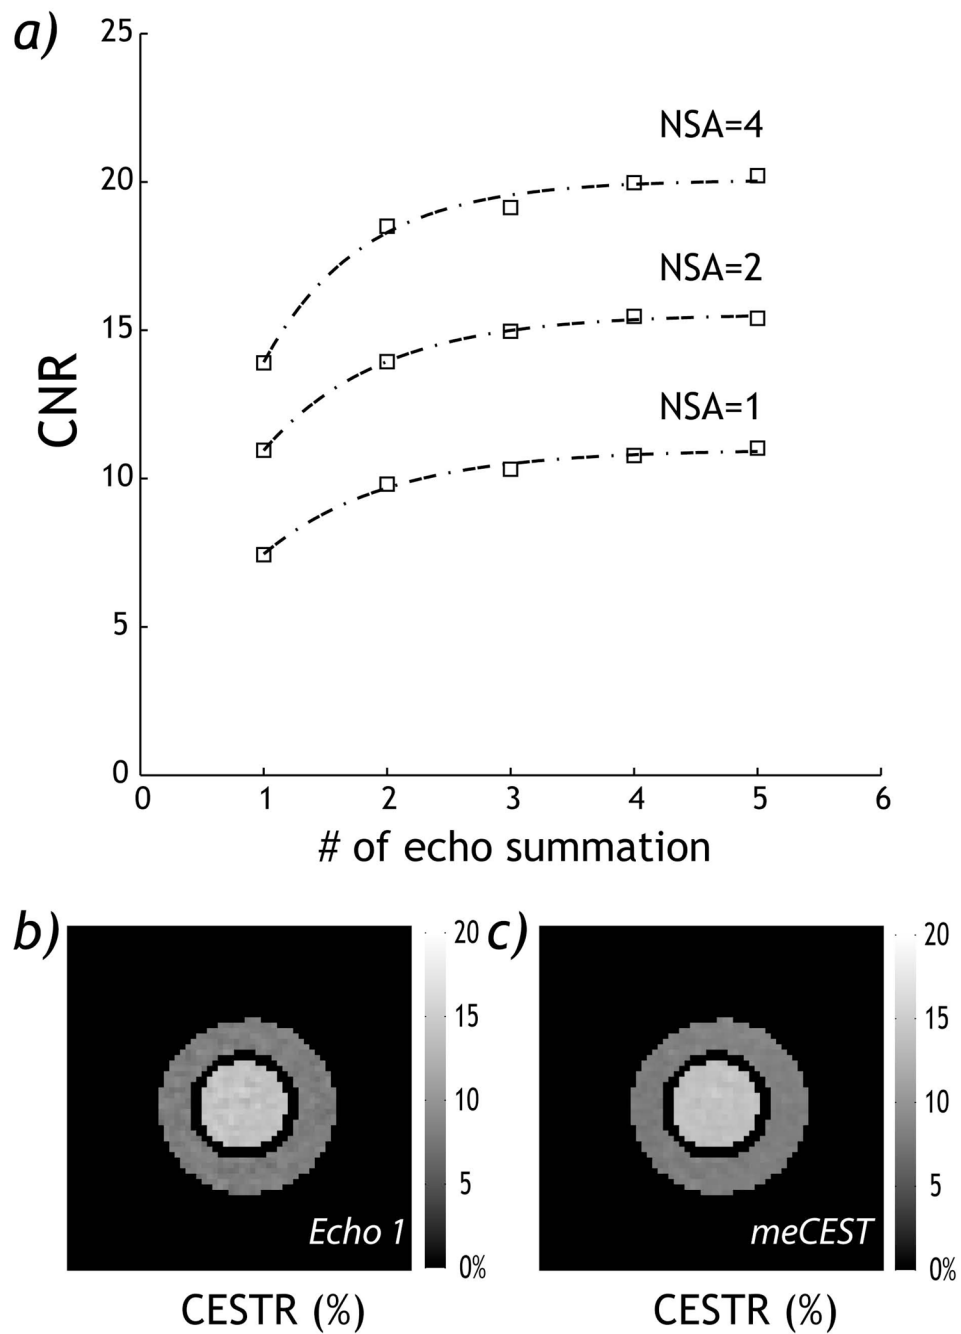 a)
25
20
15
10
5
0
CNR
NSA=4
NSA=2
NSA=1
0 1 2 3 4 5 6
# of echo summation
b)
20
15
10
5
0%
Echo 1
CESTR (%)
c)
20
15
10
5
0%
meCEST
CESTR (%)